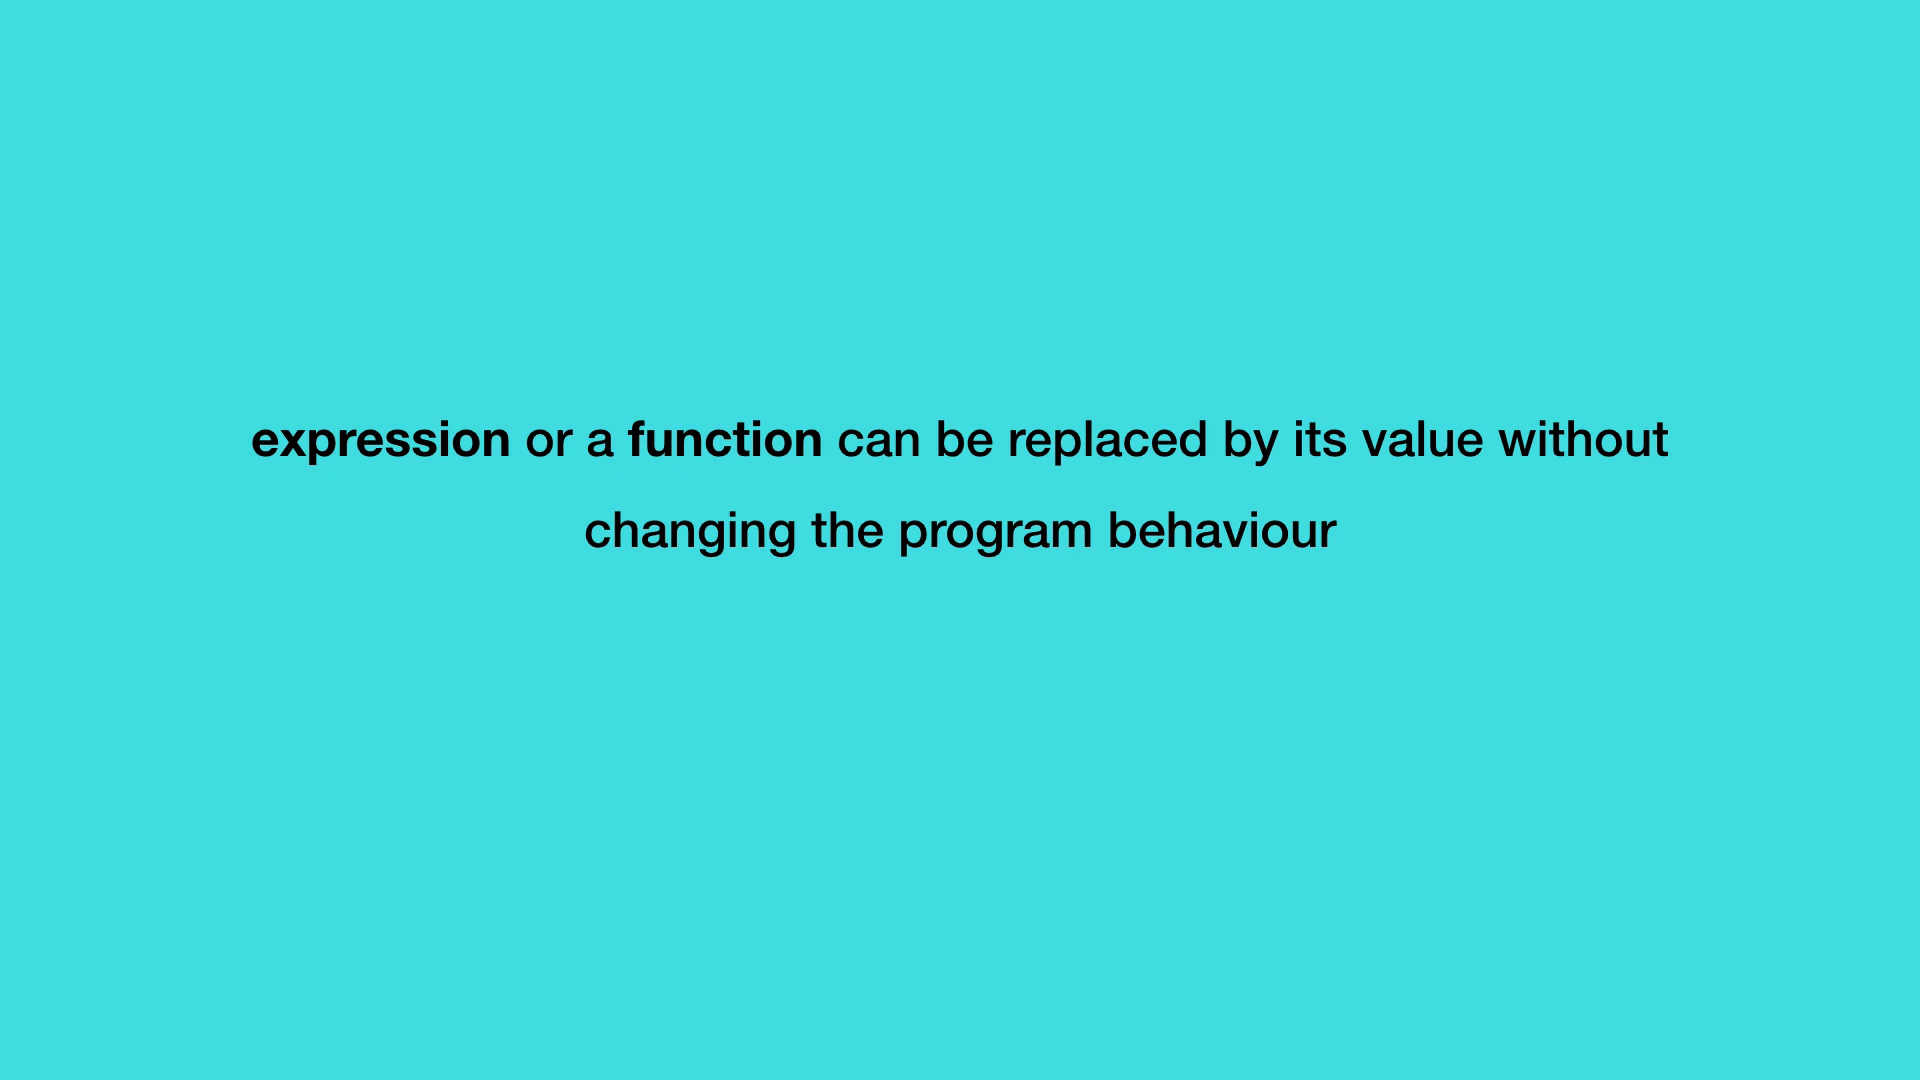 expression or a function can be replaced by its value without
changing the program behaviour